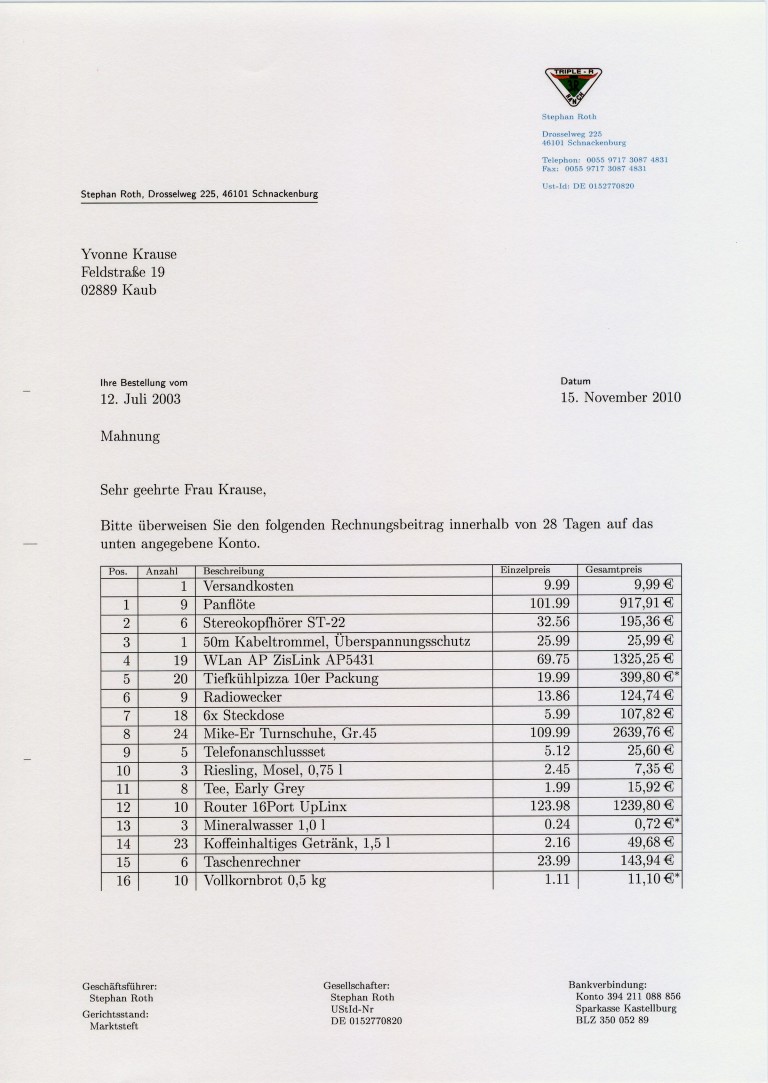 TRIPLE-R
RANCH
Stephan Roth
Drosselweg 225
46101 Schnackenburg
Telephon: 0055 9717 3087 4831
Fax: 0055 9717 3087 4831
Ust-Id: DE 0152770820
Stephan Roth, Drosselweg 225, 46101 Schnackenburg
Yvonne Krause
Feldstraße 19
02889 Kaub
Ihre Bestellung vom Datum
12. Juli 2003 15. November 2010
Mahnung
Sehr geehrte Frau Krause,
Bitte überweisen Sie den folgenden Rechnungsbeitrag innerhalb von 28 Tagen auf das
unten angegebene Konto.
Pos. Anzahl Beschreibung Einzelpreis Gesamtpreis
1 Versandkosten 9.99 9,99 €
1 9 Panflöte 101.99 917,91 €
2 6 Stereokopfhörer ST-22 32.56 195,36 €
3 1 50m Kabeltrommel, Überspannungsschutz 25.99 25,99 €
4 19 WLan AP ZisLink AP5431 69.75 1325,25 €
5 20 Tiefkühlpizza 10er Packung 19.99 399,80 €*
6 9 Radiowecker 13.86 124,74 €
7 18 6x Steckdose 5.99 107,82 €
8 24 Mike-Er Turnschuhe, Gr.45 109.99 2639,76 €
9 5 Telefonanschlussset 5.12 25,60 €
10 3 Riesling, Mosel, 0,75 l 2.45 7,35 €
11 8 Tee, Early Grey 1.99 15,92 €
12 10 Router 16Port UpLinx 123.98 1239,80 €
13 3 Mineralwasser 1,0 l 0.24 0,72 €*
14 23 Koffeinhaltiges Getränk, 1,5 l 2.16 49,68 €
15 6 Taschenrechner 23.99 143,94 €
16 10 Vollkornbrot 0,5 kg 1.11 11,10 €*
Geschäftsführer:
Stephan Roth
Gerichtsstand:
Marktsteft
Gesellschafter:
Stephan Roth
UStId-Nr
DE 0152770820
Bankverbindung:
Konto 394 211 088 856
Sparkasse Kastellburg
BLZ 350 052 89